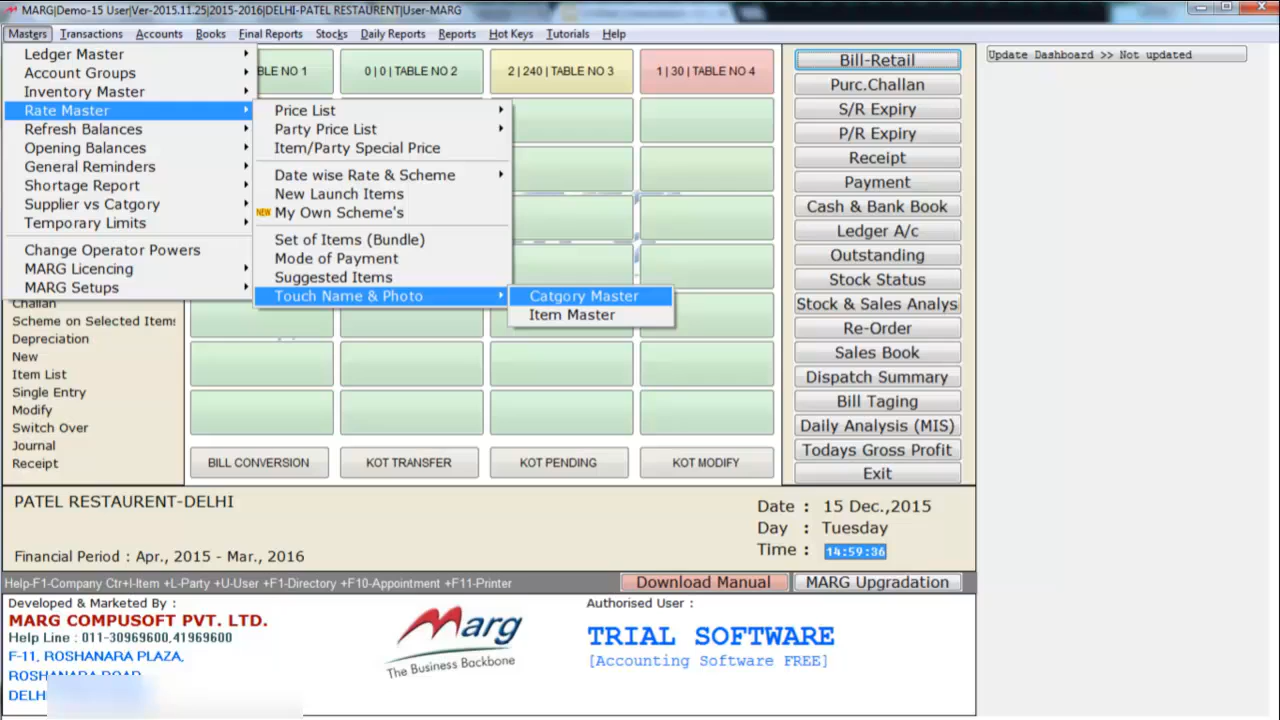 MARG|Demo-15 User|Ver-2015.11.25|2015-2016|DELHI-PATEL RESTAURENT|User-MARG
Masters Transactions Accounts Books Final Reports Stocks Daily Reports Reports Hot Keys Tutorials Help
Ledger Master
Account Groups
Inventory Master
Rate Master
Refresh Balances
Opening Balances
General Reminders
Shortage Report
Supplier vs Catgory
Temporary Limits
Change Operator Powers
MARG Licencing
MARG Setups
Price List
Party Price List
Item/Party Special Price
Date wise Rate & Scheme
New Launch Items
NEW My Own Scheme's
Set of Items (Bundle)
Mode of Payment
Suggested Items
Touch Name & Photo
Catgory Master
Item Master
BLE NO 1
0|0|TABLE NO 2
2|240|TABLE NO 3
1|30|TABLE NO 4
Challan
Scheme on Selected Items
Depreciation
New
Item List
Single Entry
Modify
Switch Over
Journal
Receipt
BILL CONVERSION
KOT TRANSFER
KOT PENDING
KOT MODIFY
Bill-Retail
Purc.Challan
S/R Expiry
P/R Expiry
Receipt
Payment
Cash & Bank Book
Ledger A/c
Outstanding
Stock Status
Stock & Sales Analys
Re-Order
Sales Book
Dispatch Summary
Bill Taging
Daily Analysis (MIS)
Todays Gross Profit
Exit
Update Dashboard >> Not updated
PATEL RESTAURENT-DELHI
Financial Period : Apr., 2015 - Mar., 2016
Date : 15 Dec.,2015
Day : Tuesday
Time : 14:59:36
Help-F1-Company Ctr+I-Item +L-Party +U-User +F1-Directory +F10-Appointment +F11-Printer
Download Manual
MARG Upgradation
Developed & Marketed By :
MARG COMPUSOFT PVT. LTD.
Help Line : 011-30969600,41969600
F-11, ROSHANARA PLAZA,
ROSHANARA ROAD
DELH
Marg
The Business Backbone
Authorised User :
TRIAL SOFTWARE
[Accounting Software FREE]